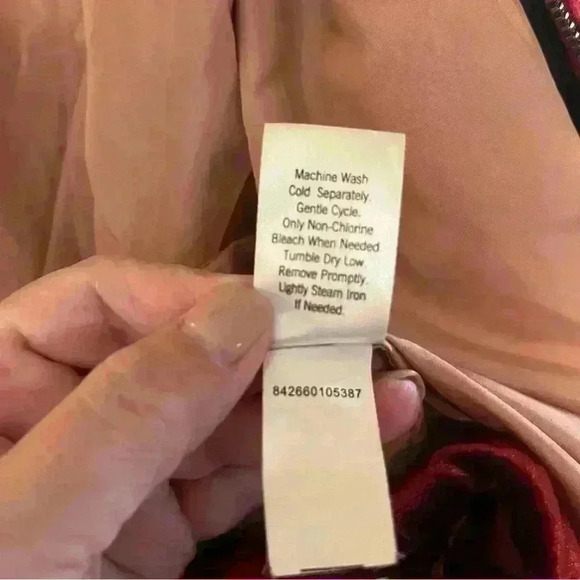 Machine Wash
Cold Separately.
Gentle Cycle.
Only Non-Chlorine
Bleach When Needed
Tumble Dry Low
Remove Promptly.
Lightly Steam Iron
If Needed.
842660105387